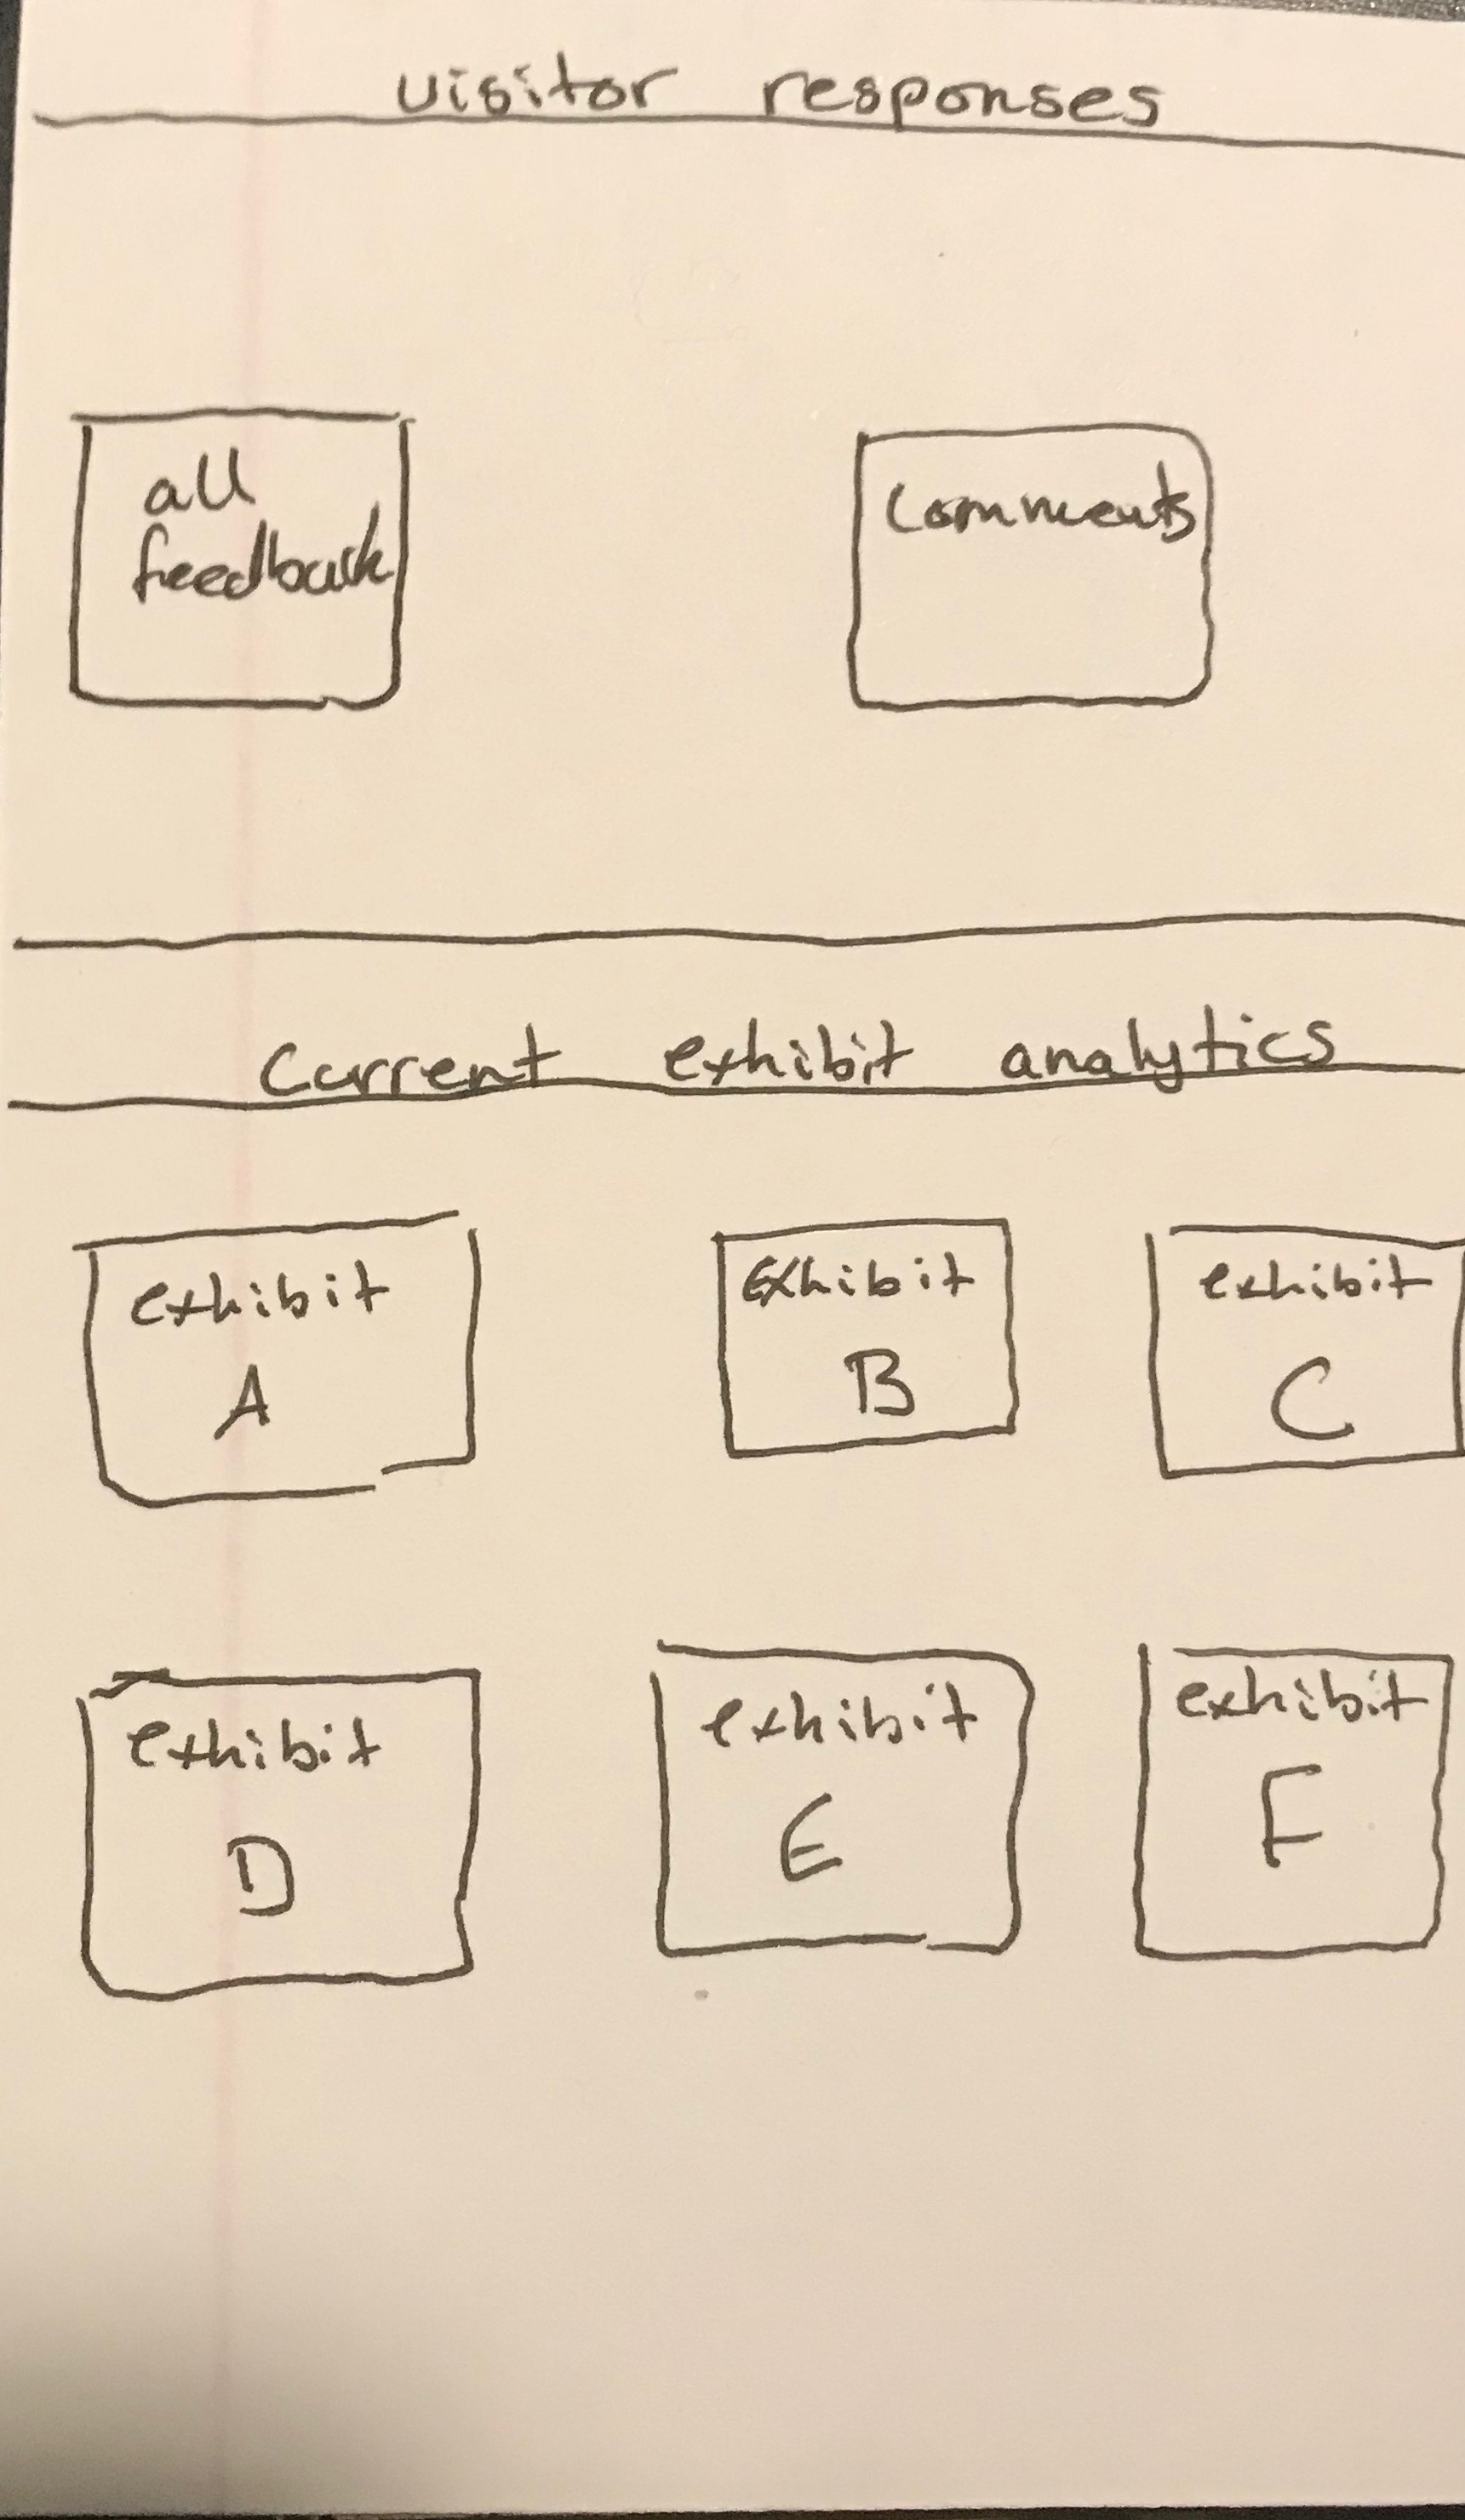 visitor responses
all
feedback
comments
current exhibit analytics
exhibit
A
Exhibit
B
exhibit
C
exhibit
D
exhibit
E
exhibit
F